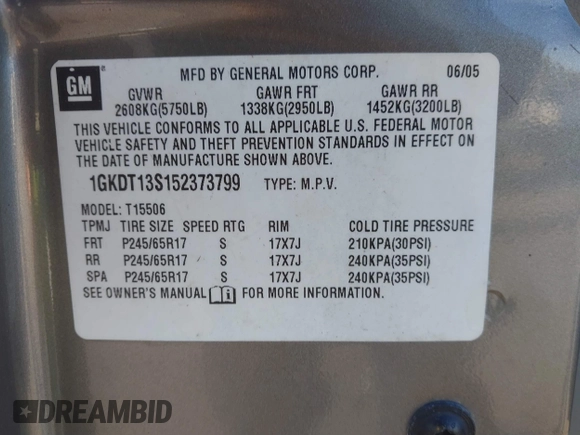 GM
MFD BY GENERAL MOTORS CORP. 06/05
GVWR GAWR FRT GAWR RR
2608KG(5750LB) 1338KG(2950LB) 1452KG(3200LB)
THIS VEHICLE CONFORMS TO ALL APPLICABLE U.S. FEDERAL MOTOR
VEHICLE SAFETY AND THEFT PREVENTION STANDARDS IN EFFECT ON
THE DATE OF MANUFACTURE SHOWN ABOVE.
1GKDT13S152373799 TYPE: M.P.V.
MODEL: T15506
TPMJ TIRE SIZE SPEED RTG RIM COLD TIRE PRESSURE
FRT P245/65R17 S 17X7J 210KPA(30PSI)
RR P245/65R17 S 17X7J 240KPA(35PSI)
SPA P245/65R17 S 17X7J 240KPA(35PSI)
SEE OWNER'S MANUAL FOR MORE INFORMATION.
DREAMBID